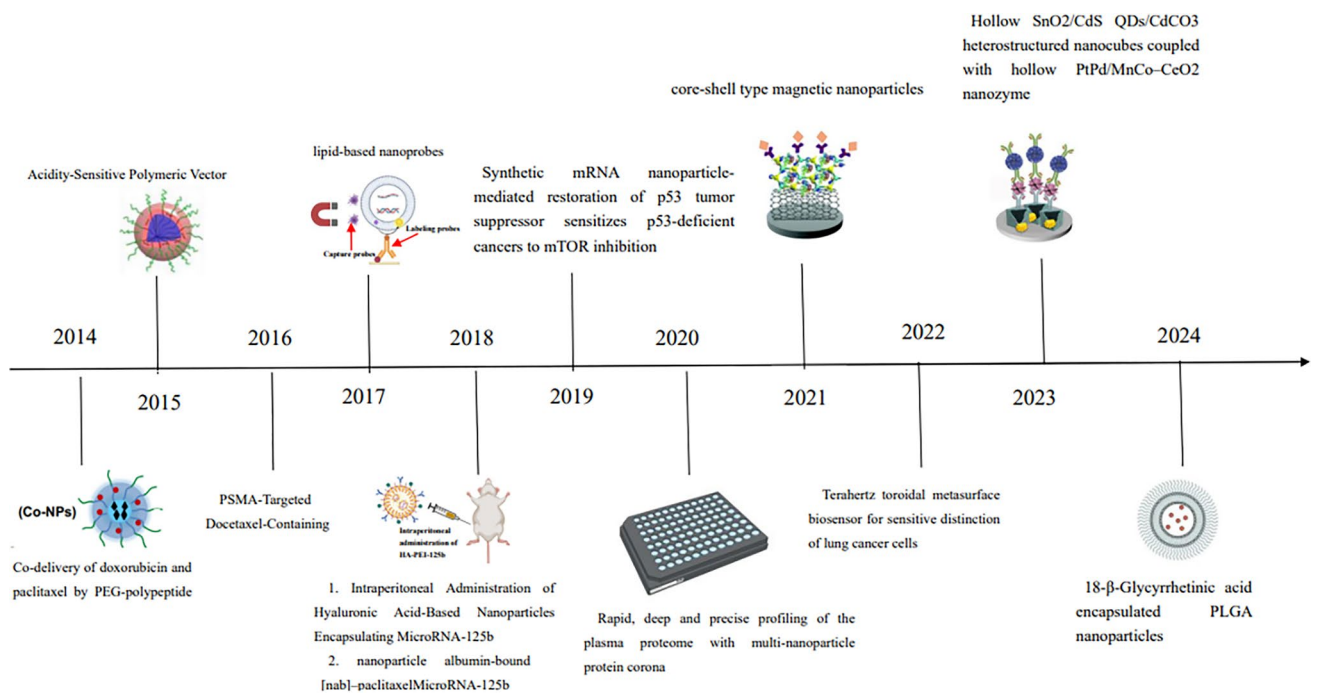 Hollow SnO2/CdS QDs/CdCO3
heterostructured nanocubes coupled
with hollow PtPd/MnCo–CeO2
nanozyme
core-shell type magnetic nanoparticles
lipid-based nanoprobes
Labeling probes
Capture probes
Synthetic mRNA nanoparticle-
mediated restoration of p53 tumor
suppressor sensitizes p53-deficient
cancers to mTOR inhibition
Acidity-Sensitive Polymeric Vector
2014
2016
2018
2020
2022
2024
2015
2017
2019
2021
2023
(Co-NPs)
Co-delivery of doxorubicin and
paclitaxel by PEG-polypeptide
PSMA-Targeted
Docetaxel-Containing
Intraperitoneal
administration of
HA-PEI-125b
1. Intraperitoneal Administration of
Hyaluronic Acid-Based Nanoparticles
Encapsulating MicroRNA-125b
2. nanoparticle albumin-bound
[nab]–paclitaxelMicroRNA-125b
Rapid, deep and precise profiling of the
plasma proteome with multi-nanoparticle
protein corona
Terahertz toroidal metasurface
biosensor for sensitive distinction
of lung cancer cells
18-β-Glycyrrhetinic acid
encapsulated PLGA
nanoparticles